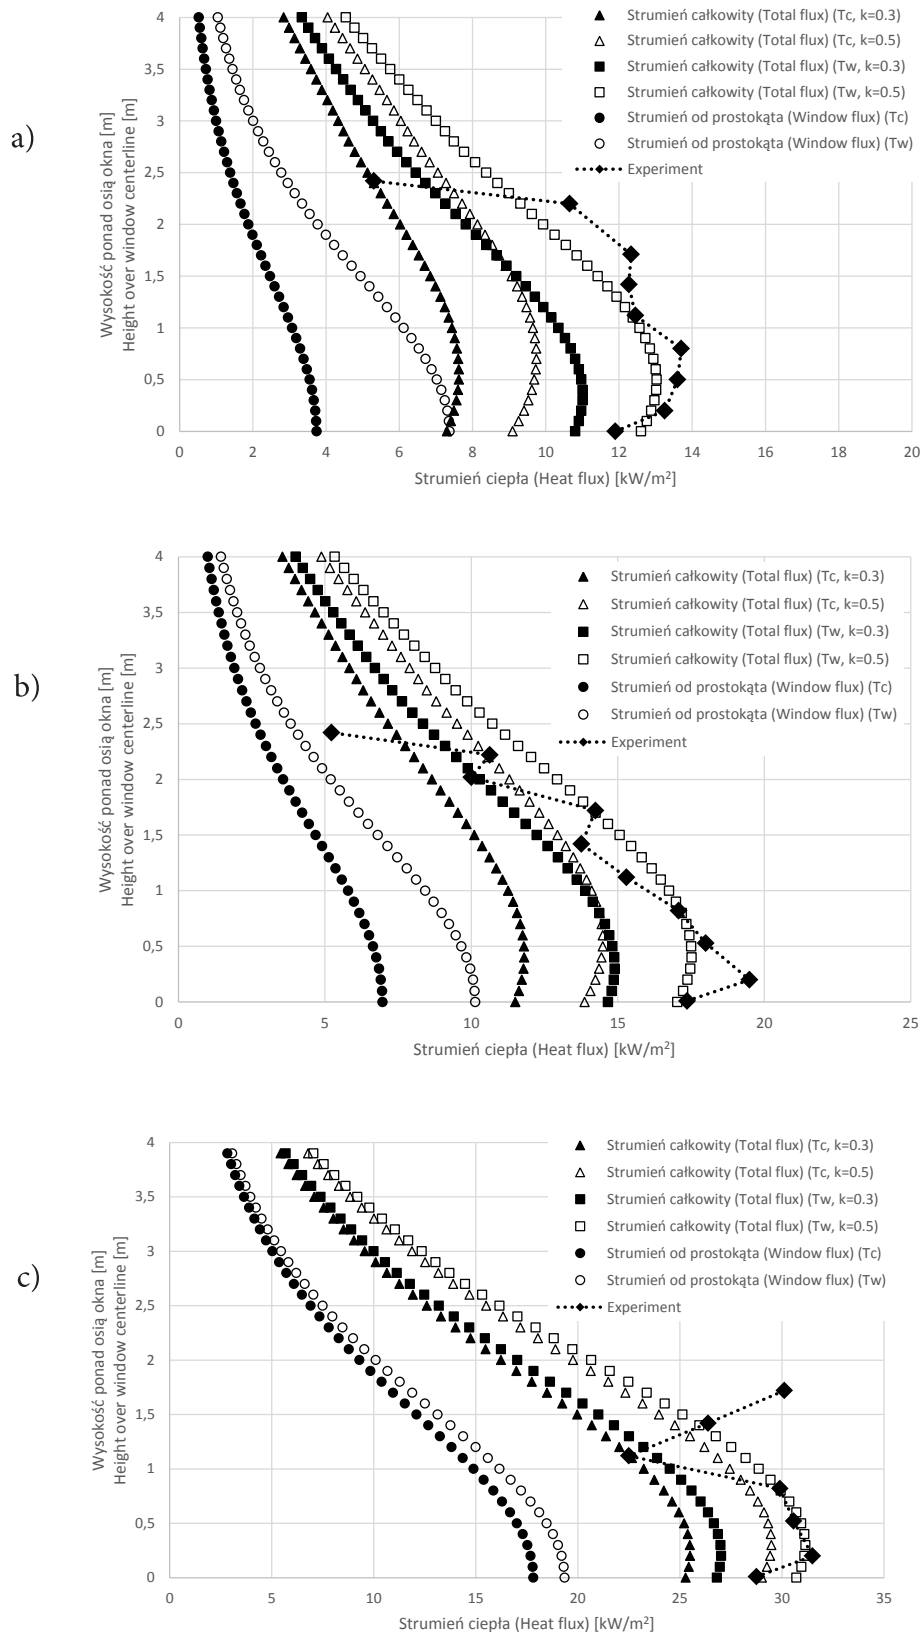 a)
Wysokość ponad osią okna [m]
Height over window centerline [m]
4
3,5
3
2,5
2
1,5
1
0,5
0
0 2 4 6 8 10 12 14 16 18 20
Strumień ciepła (Heat flux) [kW/m²]
Strumień całkowity (Total flux) (Tc, k=0.3)
Strumień całkowity (Total flux) (Tc, k=0.5)
Strumień całkowity (Total flux) (Tw, k=0.3)
Strumień całkowity (Total flux) (Tw, k=0.5)
Strumień od prostokąta (Window flux) (Tc)
Strumień od prostokąta (Window flux) (Tw)
Experiment
b)
Wysokość ponad osią okna [m]
Height over window centerline [m]
4
3,5
3
2,5
2
1,5
1
0,5
0
0 5 10 15 20 25
Strumień ciepła (Heat flux) [kW/m²]
Strumień całkowity (Total flux) (Tc, k=0.3)
Strumień całkowity (Total flux) (Tc, k=0.5)
Strumień całkowity (Total flux) (Tw, k=0.3)
Strumień całkowity (Total flux) (Tw, k=0.5)
Strumień od prostokąta (Window flux) (Tc)
Strumień od prostokąta (Window flux) (Tw)
Experiment
c)
Wysokość ponad osią okna [m]
Height over window centerline [m]
4
3,5
3
2,5
2
1,5
1
0,5
0
0 5 10 15 20 25 30 35
Strumień ciepła (Heat flux) [kW/m²]
Strumień całkowity (Total flux) (Tc, k=0.3)
Strumień całkowity (Total flux) (Tc, k=0.5)
Strumień całkowity (Total flux) (Tw, k=0.3)
Strumień całkowity (Total flux) (Tw, k=0.5)
Strumień od prostokąta (Window flux) (Tc)
Strumień od prostokąta (Window flux) (Tw)
Experiment